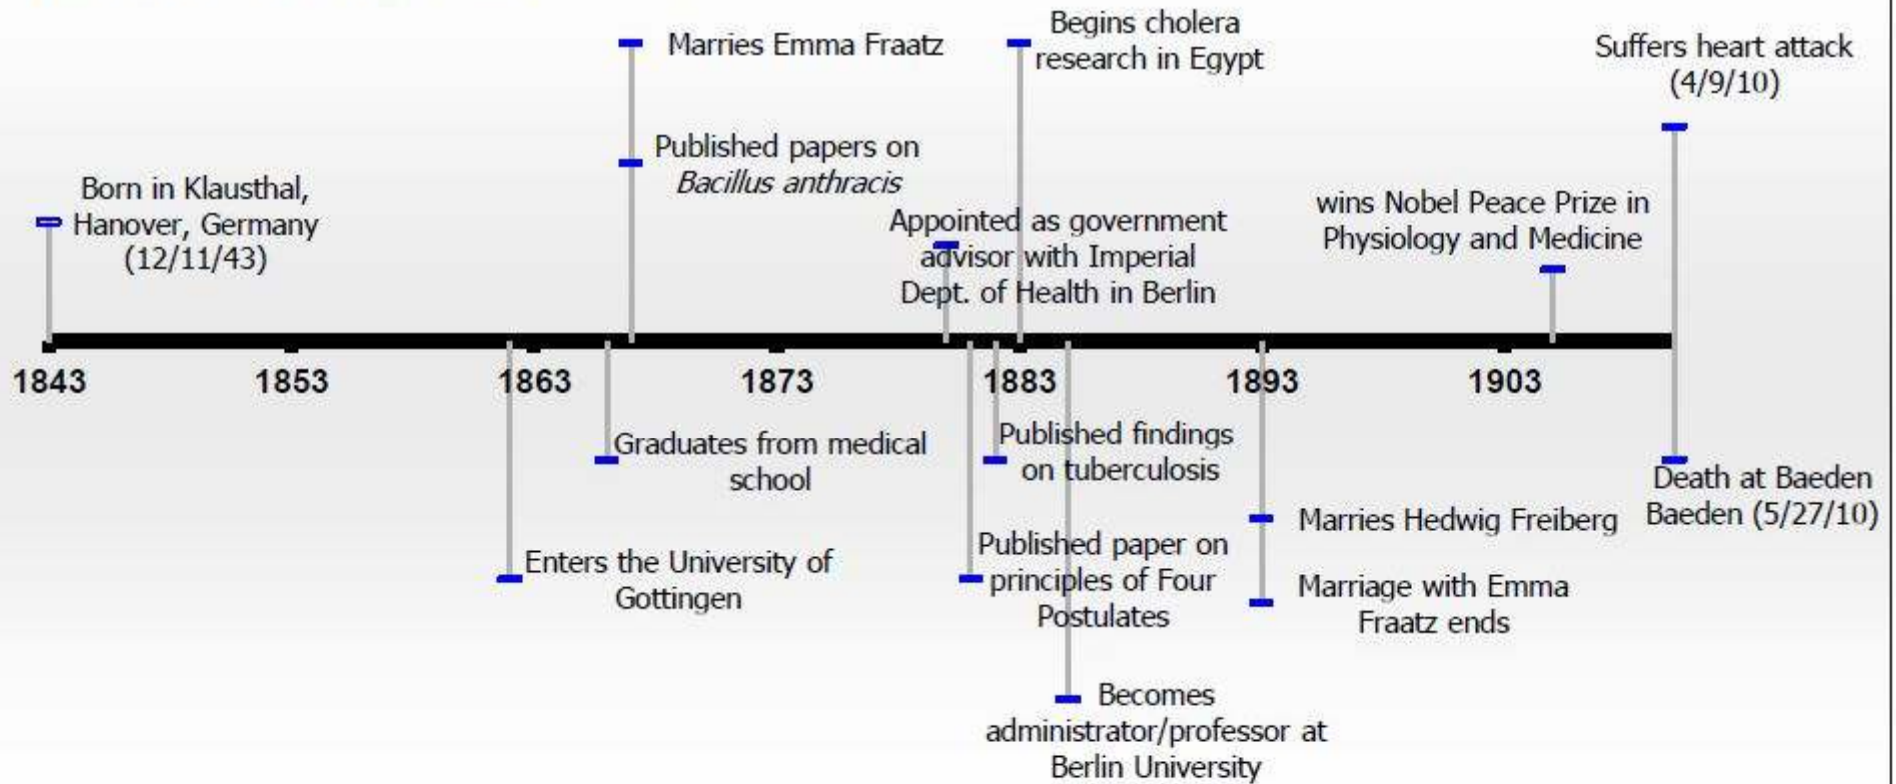 Marries Emma Fraatz
Begins cholera
research in Egypt
Suffers heart attack
(4/9/10)
Published papers on
Bacillus anthracis
Born in Klausthal,
Hanover, Germany
(12/11/43)
Appointed as government
advisor with Imperial
Dept. of Health in Berlin
wins Nobel Peace Prize in
Physiology and Medicine
1843
1853
1863
1873
1883
1893
1903
Graduates from medical
school
Published findings
on tuberculosis
Death at Baeden
Baeden (5/27/10)
Marries Hedwig Freiberg
Enters the University of
Gottingen
Published paper on
principles of Four
Postulates
Marriage with Emma
Fraatz ends
Becomes
administrator/professor at
Berlin University